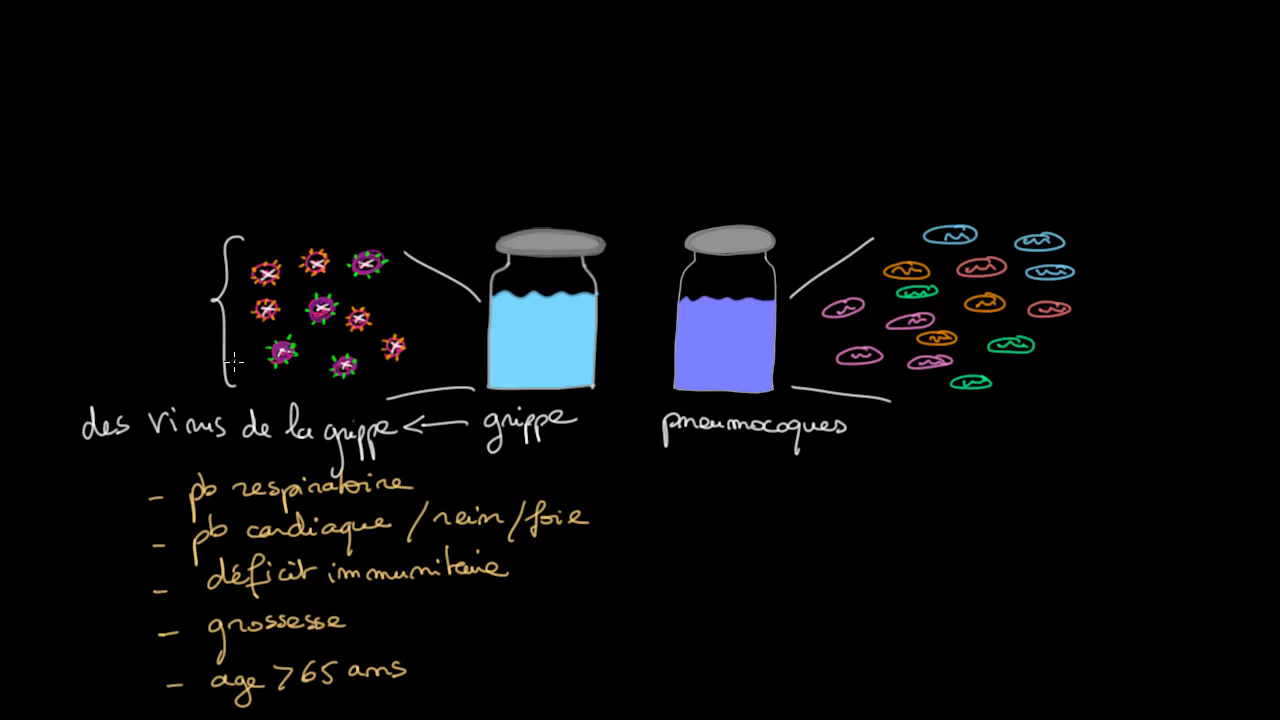 des virus de la grippe ← grippe
pneumocoques
- pb respiratoire
- pb cardiaque / rein / foie
- déficit immunitaire
- grossesse
- age > 65 ans